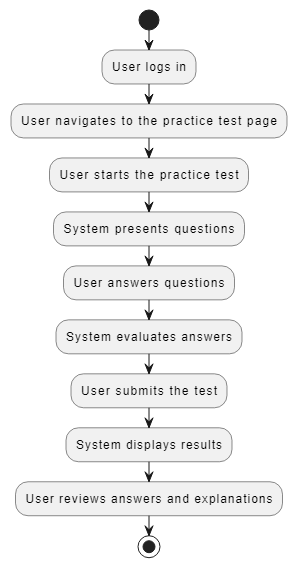 User logs in
User navigates to the practice test page
User starts the practice test
System presents questions
User answers questions
System evaluates answers
User submits the test
System displays results
User reviews answers and explanations